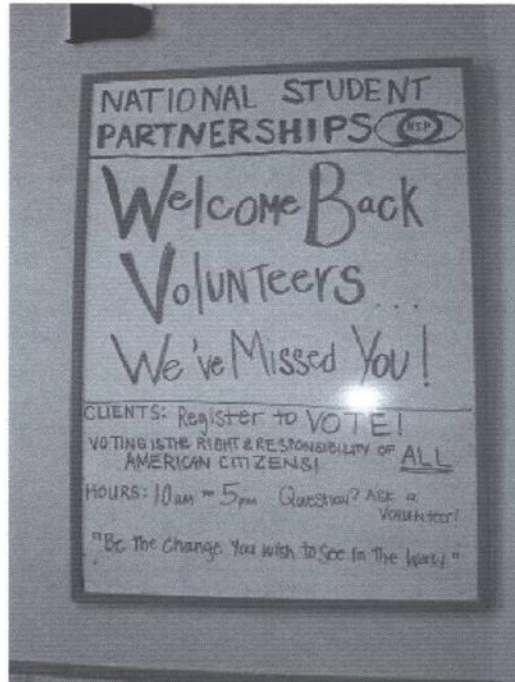 NATIONAL STUDENT
PARTNERSHIPS NSP
Welcome Back
Volunteers...
We've Missed You!
CLIENTS: Register to VOTE!
VOTING IS THE RIGHT & RESPONSIBILITY OF ALL
AMERICAN CITIZENS!
HOURS: 10am to 5pm Question? Ask a
Volunteer!
"Be the change you wish to see in the World"